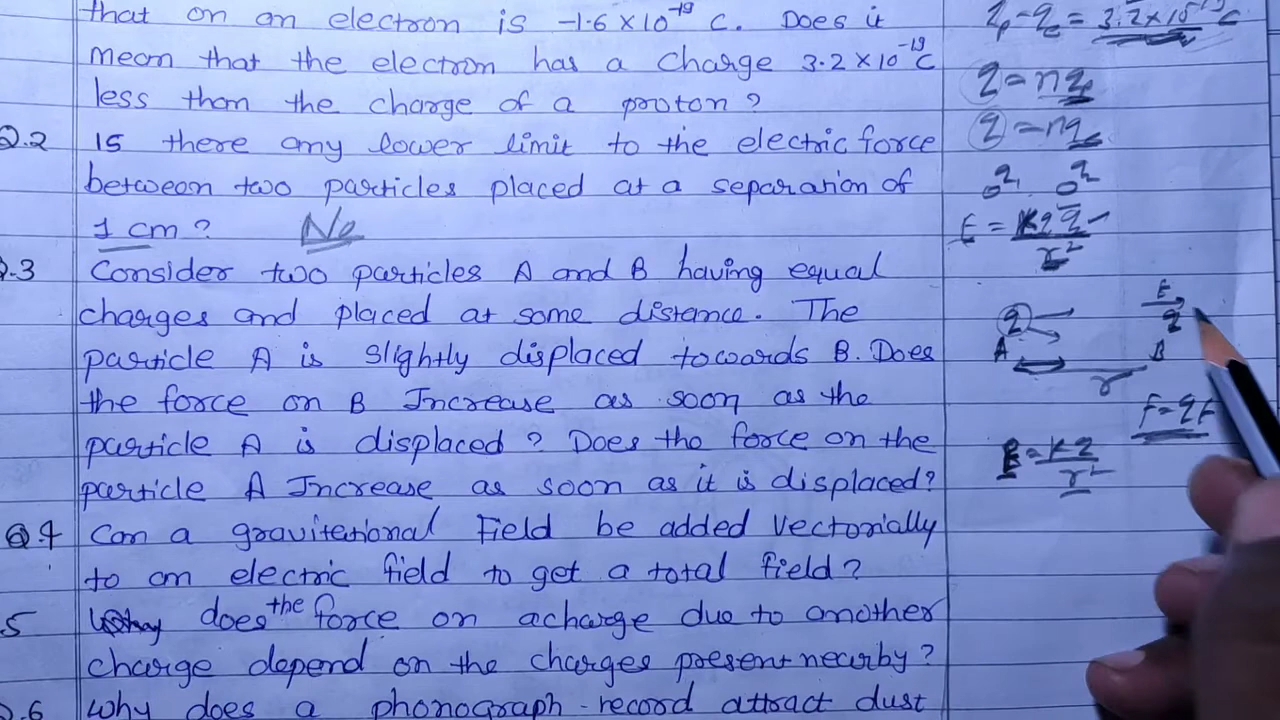 that on an electron is -1.6 × 10⁻¹⁹ C. Does it
mean that the electron has a charge 3.2 × 10⁻¹⁹C
less than the charge of a proton?
Q.2 Is there any lower limit to the electric force
between two particles placed at a separation of
1 cm? No
.3 Consider two particles A and B having equal
charges and placed at some distance. The
particle A is slightly displaced towards B. Does
the force on B Increase as soon as the
particle A is displaced? Does the force on the
particle A Increase as soon as it is displaced?
Q 4 Can a gravitational Field be added Vectorially
to an electric field to get a total field?
.5 does the force on a charge due to another
charge depend on the charges present nearby?
.6 Why does a phonograph-record attract dust
= 3.2×10⁻¹⁹ C
q = nq
q = nq
q q
= Kq q
r²
q
E
q
A
B
r
F = qE
E = Kq
r²